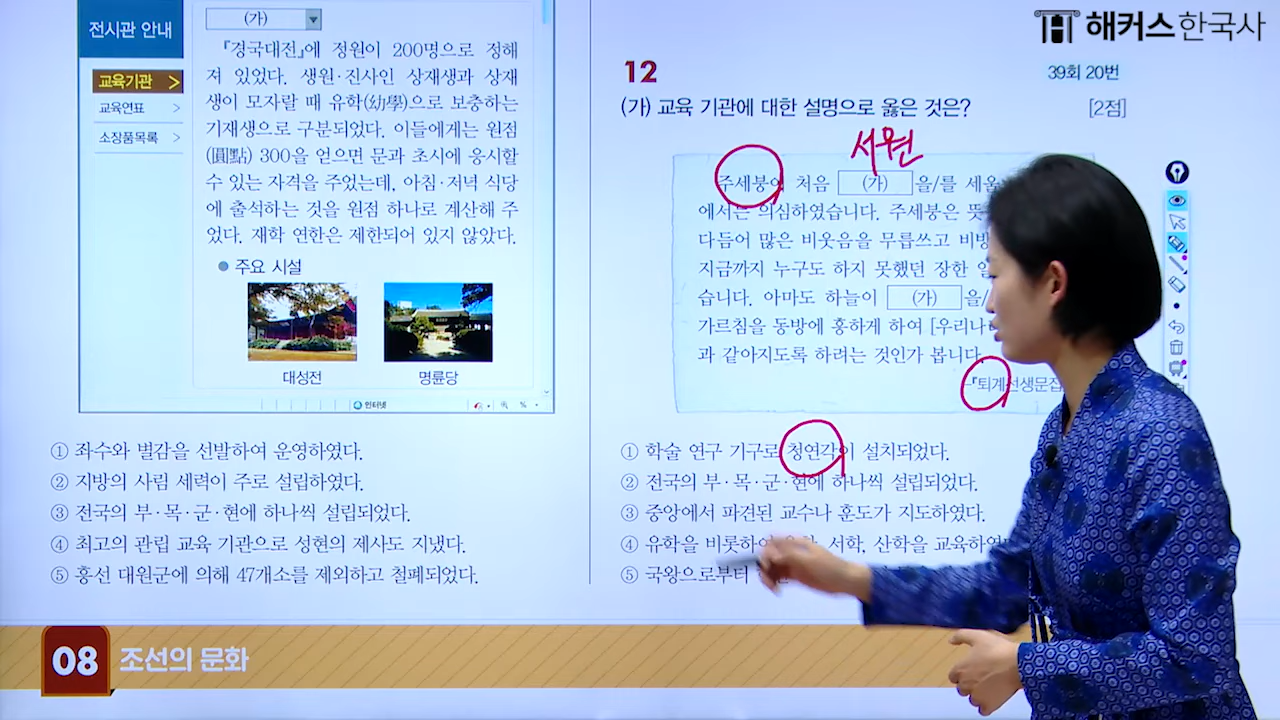 해커스한국사
전시관 안내
교육기관 >
교육연표 >
소장품목록 >
(가)
『경국대전』에 정원이 200명으로 정해
져 있었다. 생원·진사인 상재생과 상재
생이 모자랄 때 유학(幼學)으로 보충하는
기재생으로 구분되었다. 이들에게는 원점
(圓點) 300을 얻으면 문과 초시에 응시할
수 있는 자격을 주었는데, 아침·저녁 식당
에 출석하는 것을 원점 하나로 계산해 주
었다. 재학 연한은 제한되어 있지 않았다.
● 주요 시설
대성전 명륜당
인터넷
%
① 좌수와 별감을 선발하여 운영하였다.
② 지방의 사림 세력이 주로 설립하였다.
③ 전국의 부·목·군·현에 하나씩 설립되었다.
④ 최고의 관립 교육 기관으로 성현의 제사도 지냈다.
⑤ 흥선 대원군에 의해 47개소를 제외하고 철폐되었다.
12
39회 20번
(가) 교육 기관에 대한 설명으로 옳은 것은? [2점]
서원
주세붕이 처음 (가) 을/를 세울
에서는 의심하였습니다. 주세붕은 뜻
다듬어 많은 비웃음을 무릅쓰고 비방
지금까지 누구도 하지 못했던 장한 일
습니다. 아마도 하늘이 (가) 을/
가르침을 동방에 흥하게 하여 [우리나
과 같아지도록 하려는 것인가 봅니다.
-『퇴계선생문집
① 학술 연구 기구로 청연각이 설치되었다.
② 전국의 부·목·군·현에 하나씩 설립되었다.
③ 중앙에서 파견된 교수나 훈도가 지도하였다.
④ 유학을 비롯하여 서학, 산학을 교육하였
⑤ 국왕으로부터
08 조선의 문화